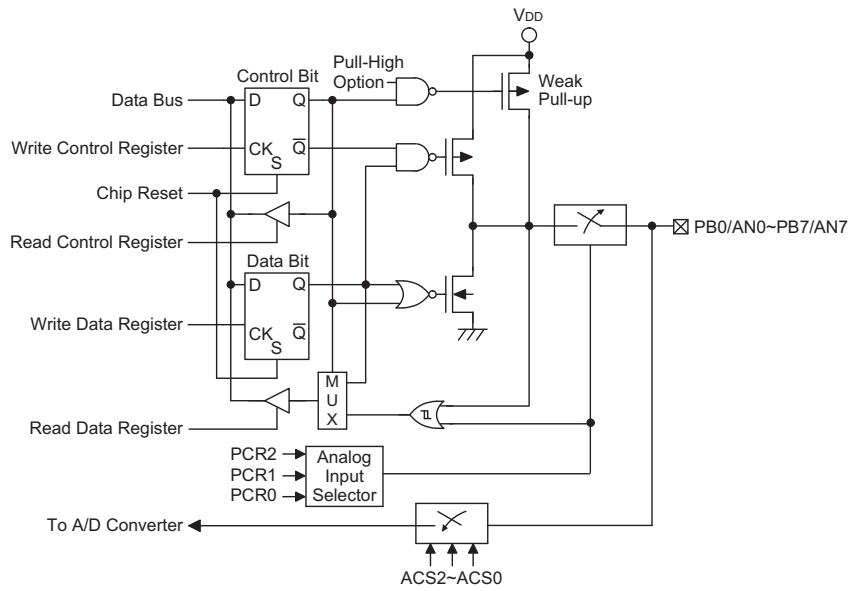 VDD
Pull-High
Option
Control Bit
Weak
Pull-up
Data Bus
D
Q
Write Control Register
CK
Q̅
S
Chip Reset
Read Control Register
PB0/AN0~PB7/AN7
Data Bit
D
Q
Write Data Register
CK
Q̅
S
M
U
X
Read Data Register
PCR2
PCR1
PCR0
Analog
Input
Selector
To A/D Converter
ACS2~ACS0